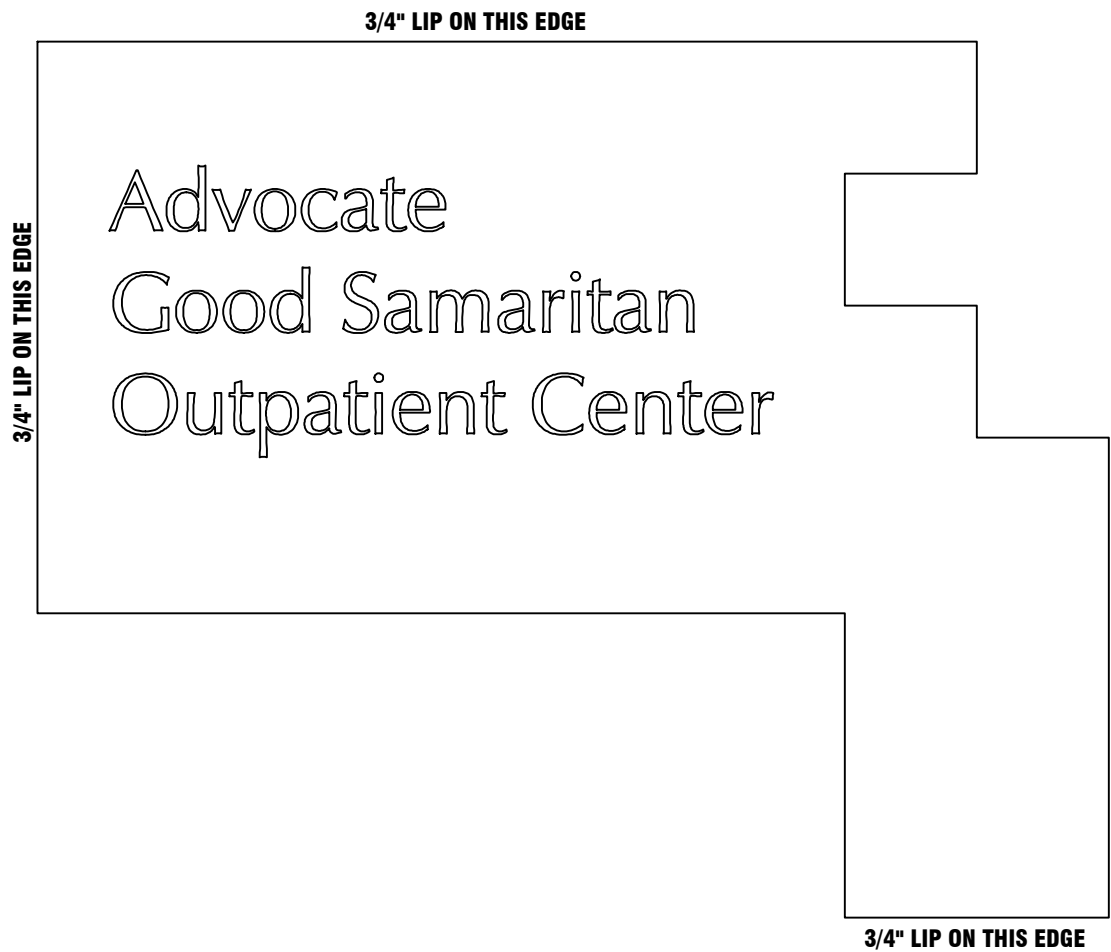 3/4" LIP ON THIS EDGE
3/4" LIP ON THIS EDGE
Advocate
Good Samaritan
Outpatient Center
3/4" LIP ON THIS EDGE